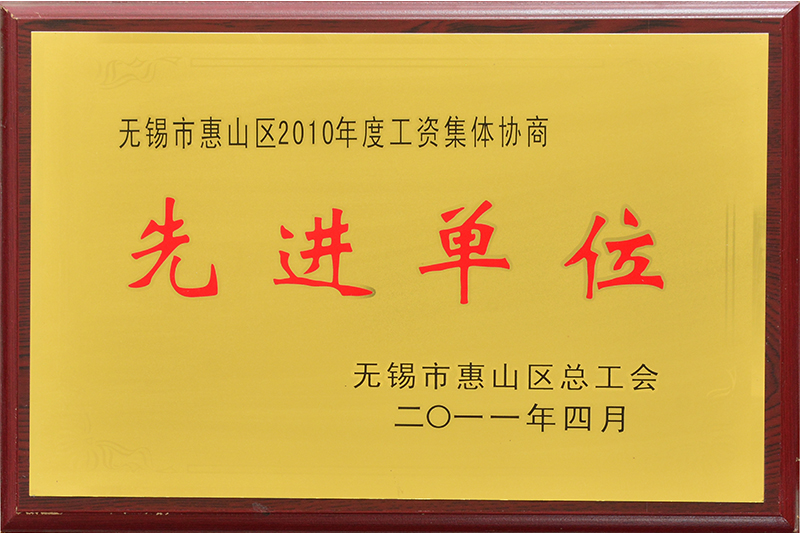 无锡市惠山区2010年度工资集体协商
先进单位
无锡市惠山区总工会
二〇一一年四月